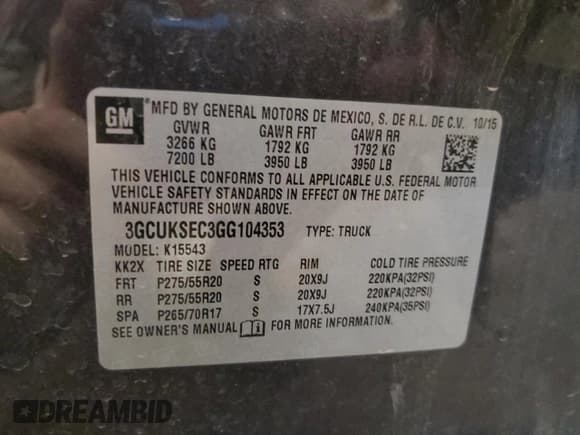 GM ®MFD BY GENERAL MOTORS DE MEXICO, S. DE R.L. DE C.V. 10/15
GVWR GAWR FRT GAWR RR
3266 KG 1792 KG 1792 KG
7200 LB 3950 LB 3950 LB
THIS VEHICLE CONFORMS TO ALL APPLICABLE U.S. FEDERAL MOTOR
VEHICLE SAFETY STANDARDS IN EFFECT ON THE DATE OF
MANUFACTURE SHOWN ABOVE.
3GCUKSEC3GG104353 TYPE: TRUCK
MODEL: K15543
KK2X TIRE SIZE SPEED RTG RIM COLD TIRE PRESSURE
FRT P275/55R20 S 20X9J 220KPA(32PSI)
RR P275/55R20 S 20X9J 220KPA(32PSI)
SPA P265/70R17 S 17X7.5J 240KPA(35PSI)
SEE OWNER'S MANUAL FOR MORE INFORMATION.
DREAMBID